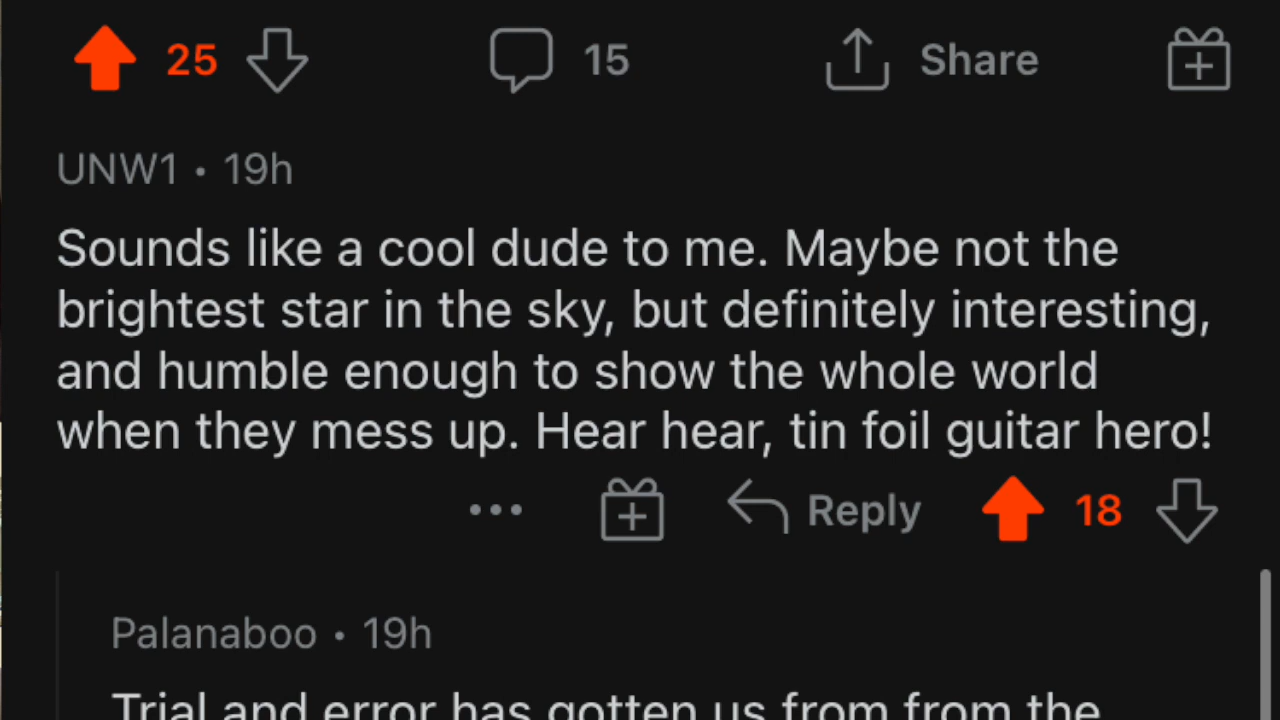 25 15 Share
UNW1 • 19h
Sounds like a cool dude to me. Maybe not the
brightest star in the sky, but definitely interesting,
and humble enough to show the whole world
when they mess up. Hear hear, tin foil guitar hero!
Reply 18
Palanaboo • 19h
Trial and error has gotten us from from the